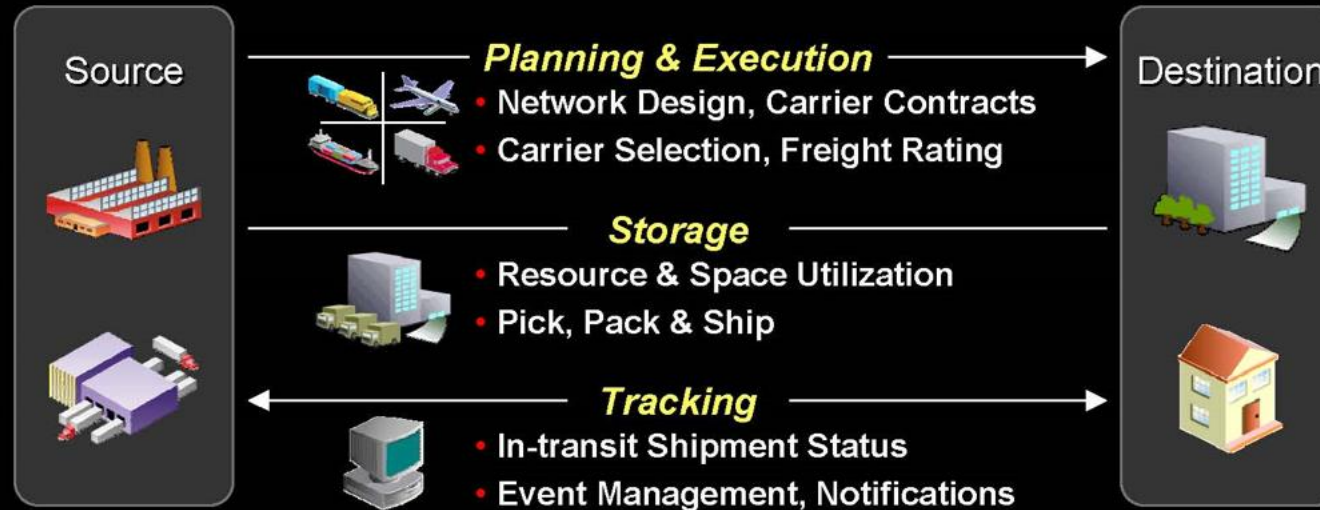 Source
Planning & Execution
• Network Design, Carrier Contracts
• Carrier Selection, Freight Rating
Storage
• Resource & Space Utilization
• Pick, Pack & Ship
Tracking
• In-transit Shipment Status
• Event Management, Notifications
Destination